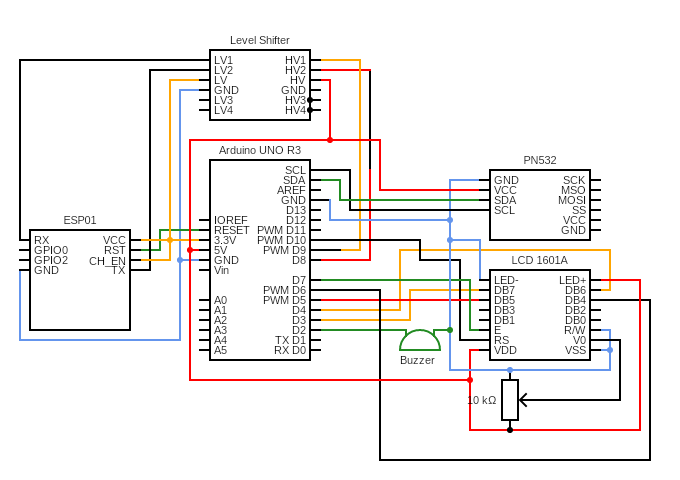 Level Shifter
LV1 HV1
LV2 HV2
LV HV
GND GND
LV3 HV3
LV4 HV4
Arduino UNO R3
SCL
SDA
AREF
GND
D13
IOREF D12
RESET PWM D11
3.3V PWM D10
5V PWM D9
GND D8
Vin
D7
PWM D6
A0 PWM D5
A1 D4
A2 D3
A3 D2
A4 TX D1
A5 RX D0
ESP01
RX VCC
GPIO0 RST
GPIO2 CH_EN
GND TX
PN532
GND SCK
VCC MSO
SDA MOSI
SCL SS
VCC
GND
LCD 1601A
LED- LED+
DB7 DB6
DB5 DB4
DB3 DB2
DB1 DB0
E R/W
RS V0
VDD VSS
Buzzer
10 kΩ